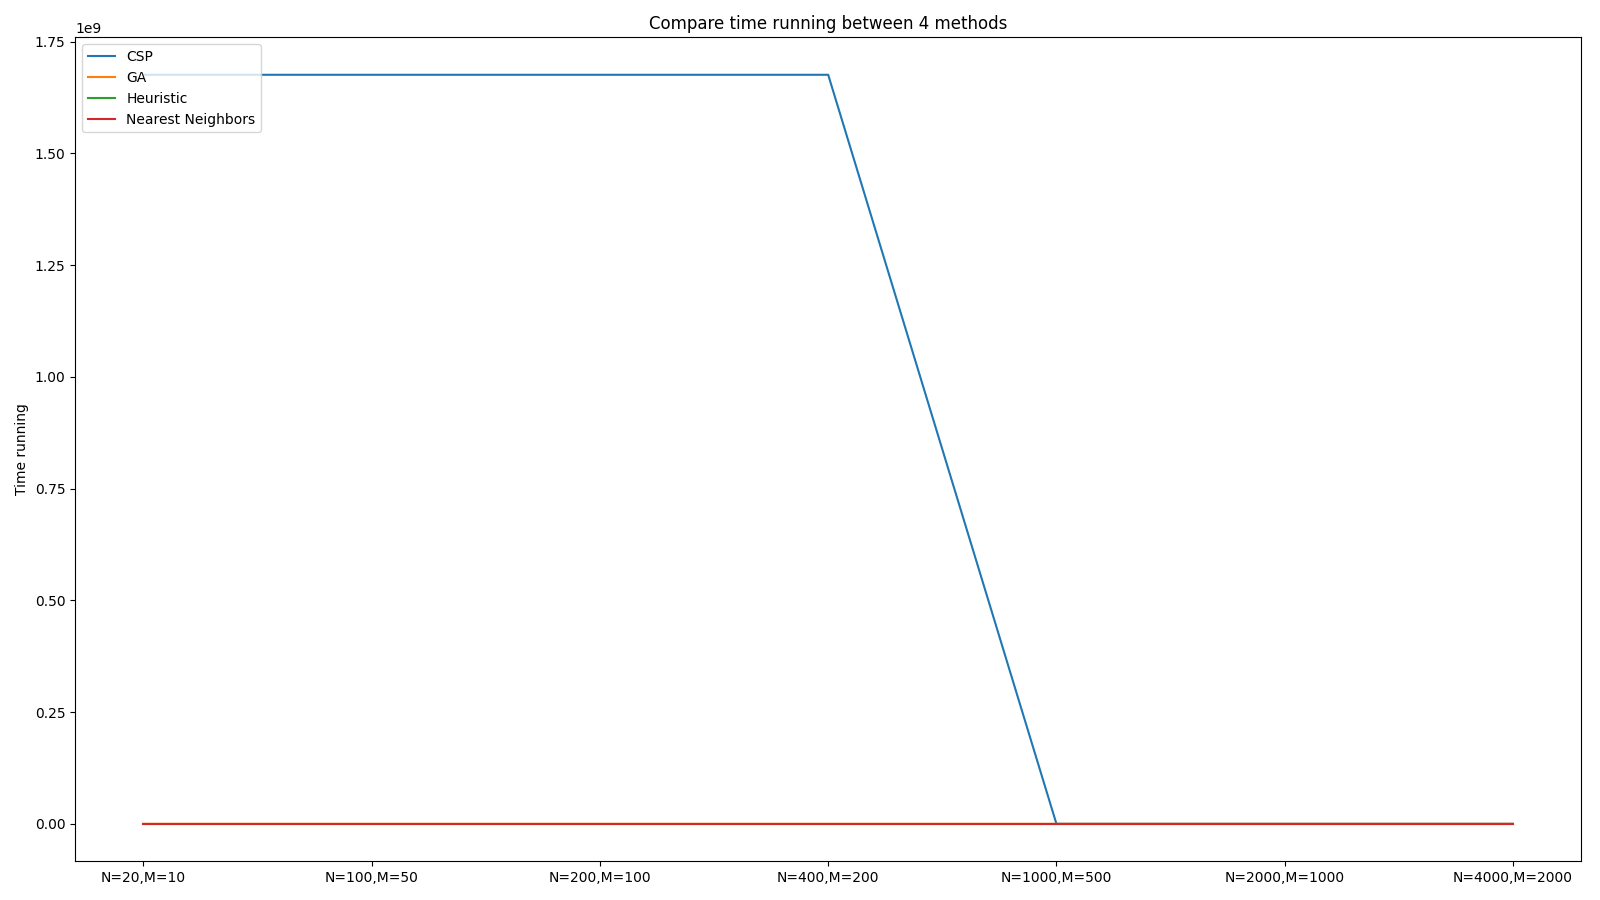 Compare time running between 4 methods
1e9
1.75
1.50
1.25
1.00
0.75
0.50
0.25
0.00
Time running
CSP
GA
Heuristic
Nearest Neighbors
N=20,M=10
N=100,M=50
N=200,M=100
N=400,M=200
N=1000,M=500
N=2000,M=1000
N=4000,M=2000